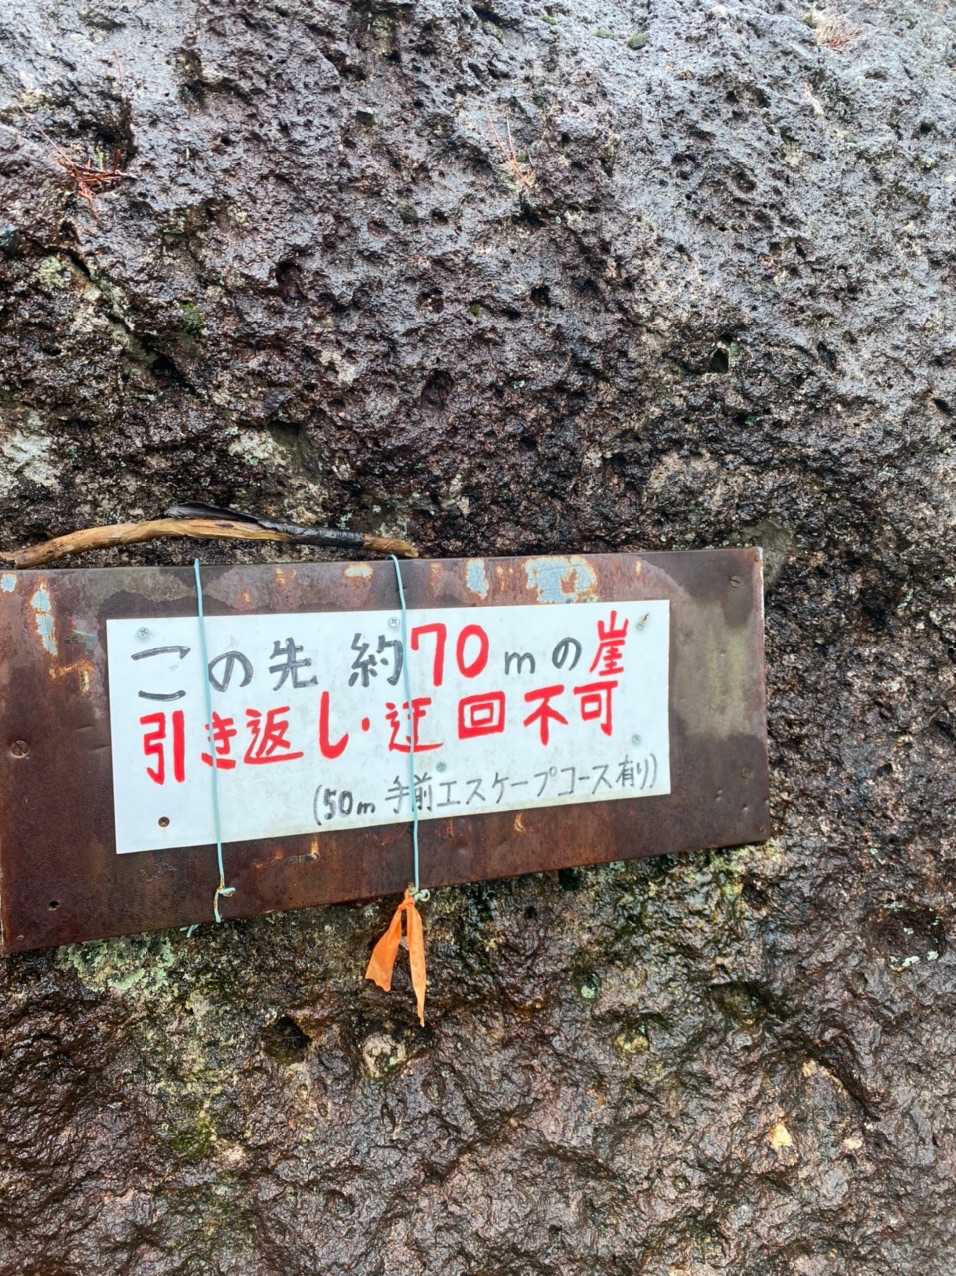 この先 約70mの崖
引き返し・迂回不可
(50m手前エスケープコース有り)